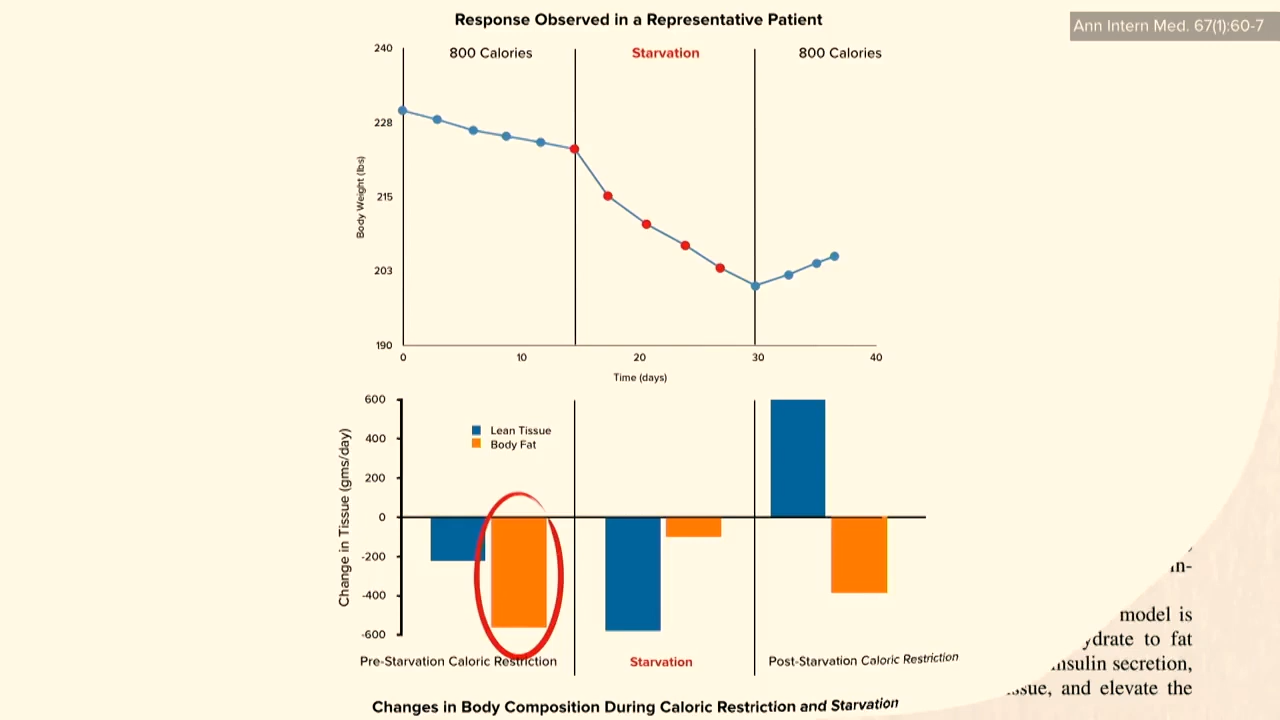 Response Observed in a Representative Patient
Ann Intern Med. 67(1):60-7
800 Calories
Starvation
800 Calories
240
228
215
203
190
Body Weight (lbs)
0
10
20
30
40
Time (days)
600
400
200
0
-200
-400
-600
Change in Tissue (gms/day)
Lean Tissue
Body Fat
Pre-Starvation Caloric Restriction
Starvation
Post-Starvation Caloric Restriction
Changes in Body Composition During Caloric Restriction and Starvation
in-
model is
to fat
secretion,
and elevate the